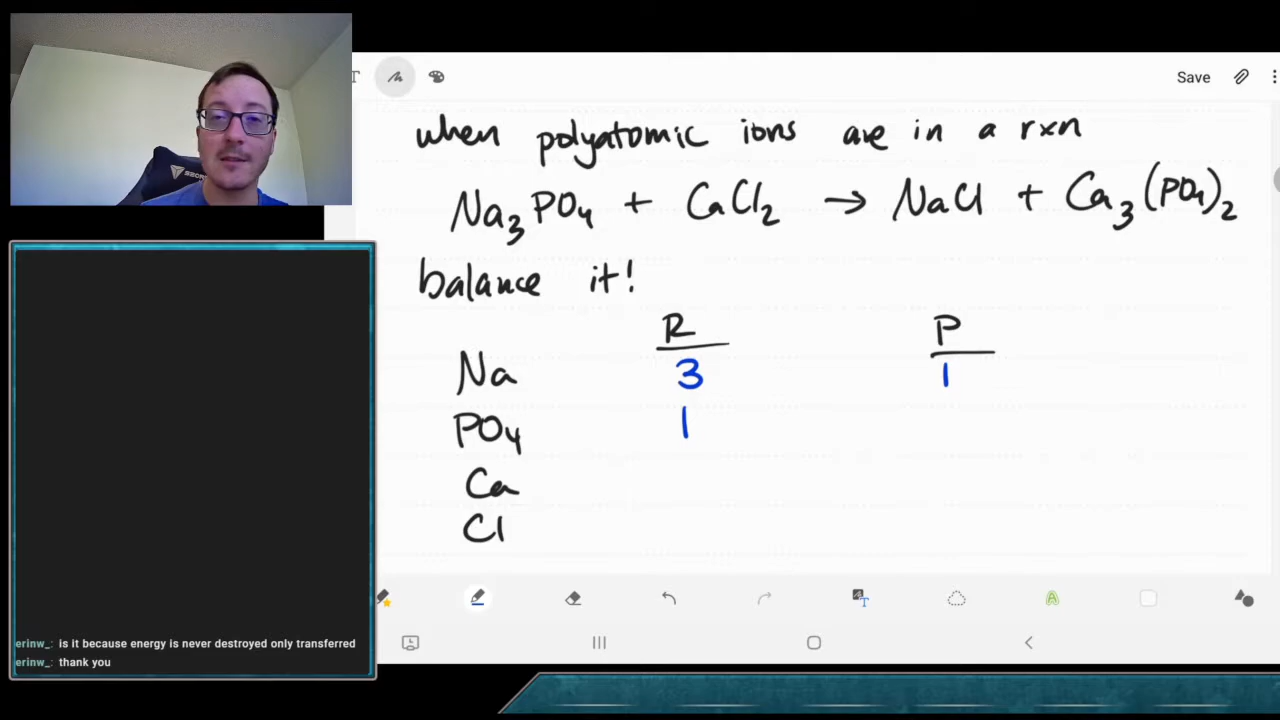 T
Save
when polyatomic ions are in a rxn
Na₃PO₄ + CaCl₂ → NaCl + Ca₃(PO₄)₂
balance it!
R P
Na 3 1
PO₄ 1
Ca
Cl
erinw_: is it because energy is never destroyed only transferred
erinw_: thank you